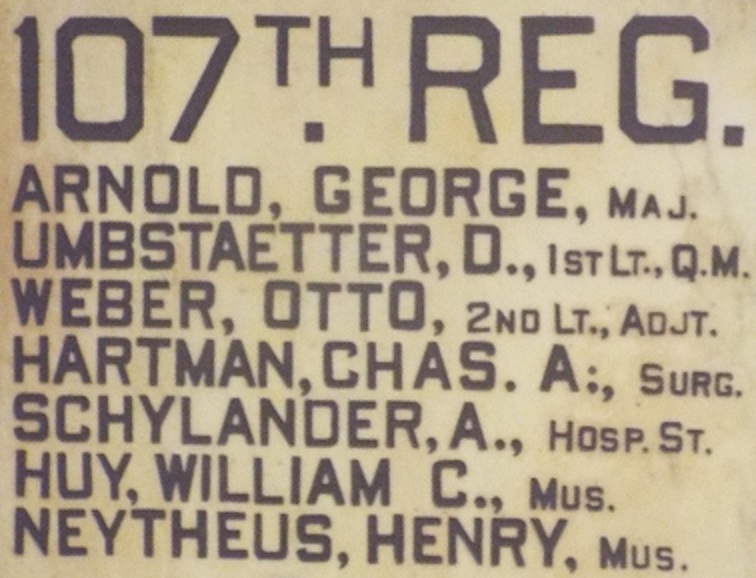 107TH. REG.
ARNOLD, GEORGE, MAJ.
UMBSTAETTER, D., 1ST LT., Q.M.
WEBER, OTTO, 2ND LT., ADJT.
HARTMAN, CHAS. A:, SURG.
SCHYLANDER, A., HOSP. ST.
HUY, WILLIAM C., MUS.
NEYTHEUS, HENRY, MUS.